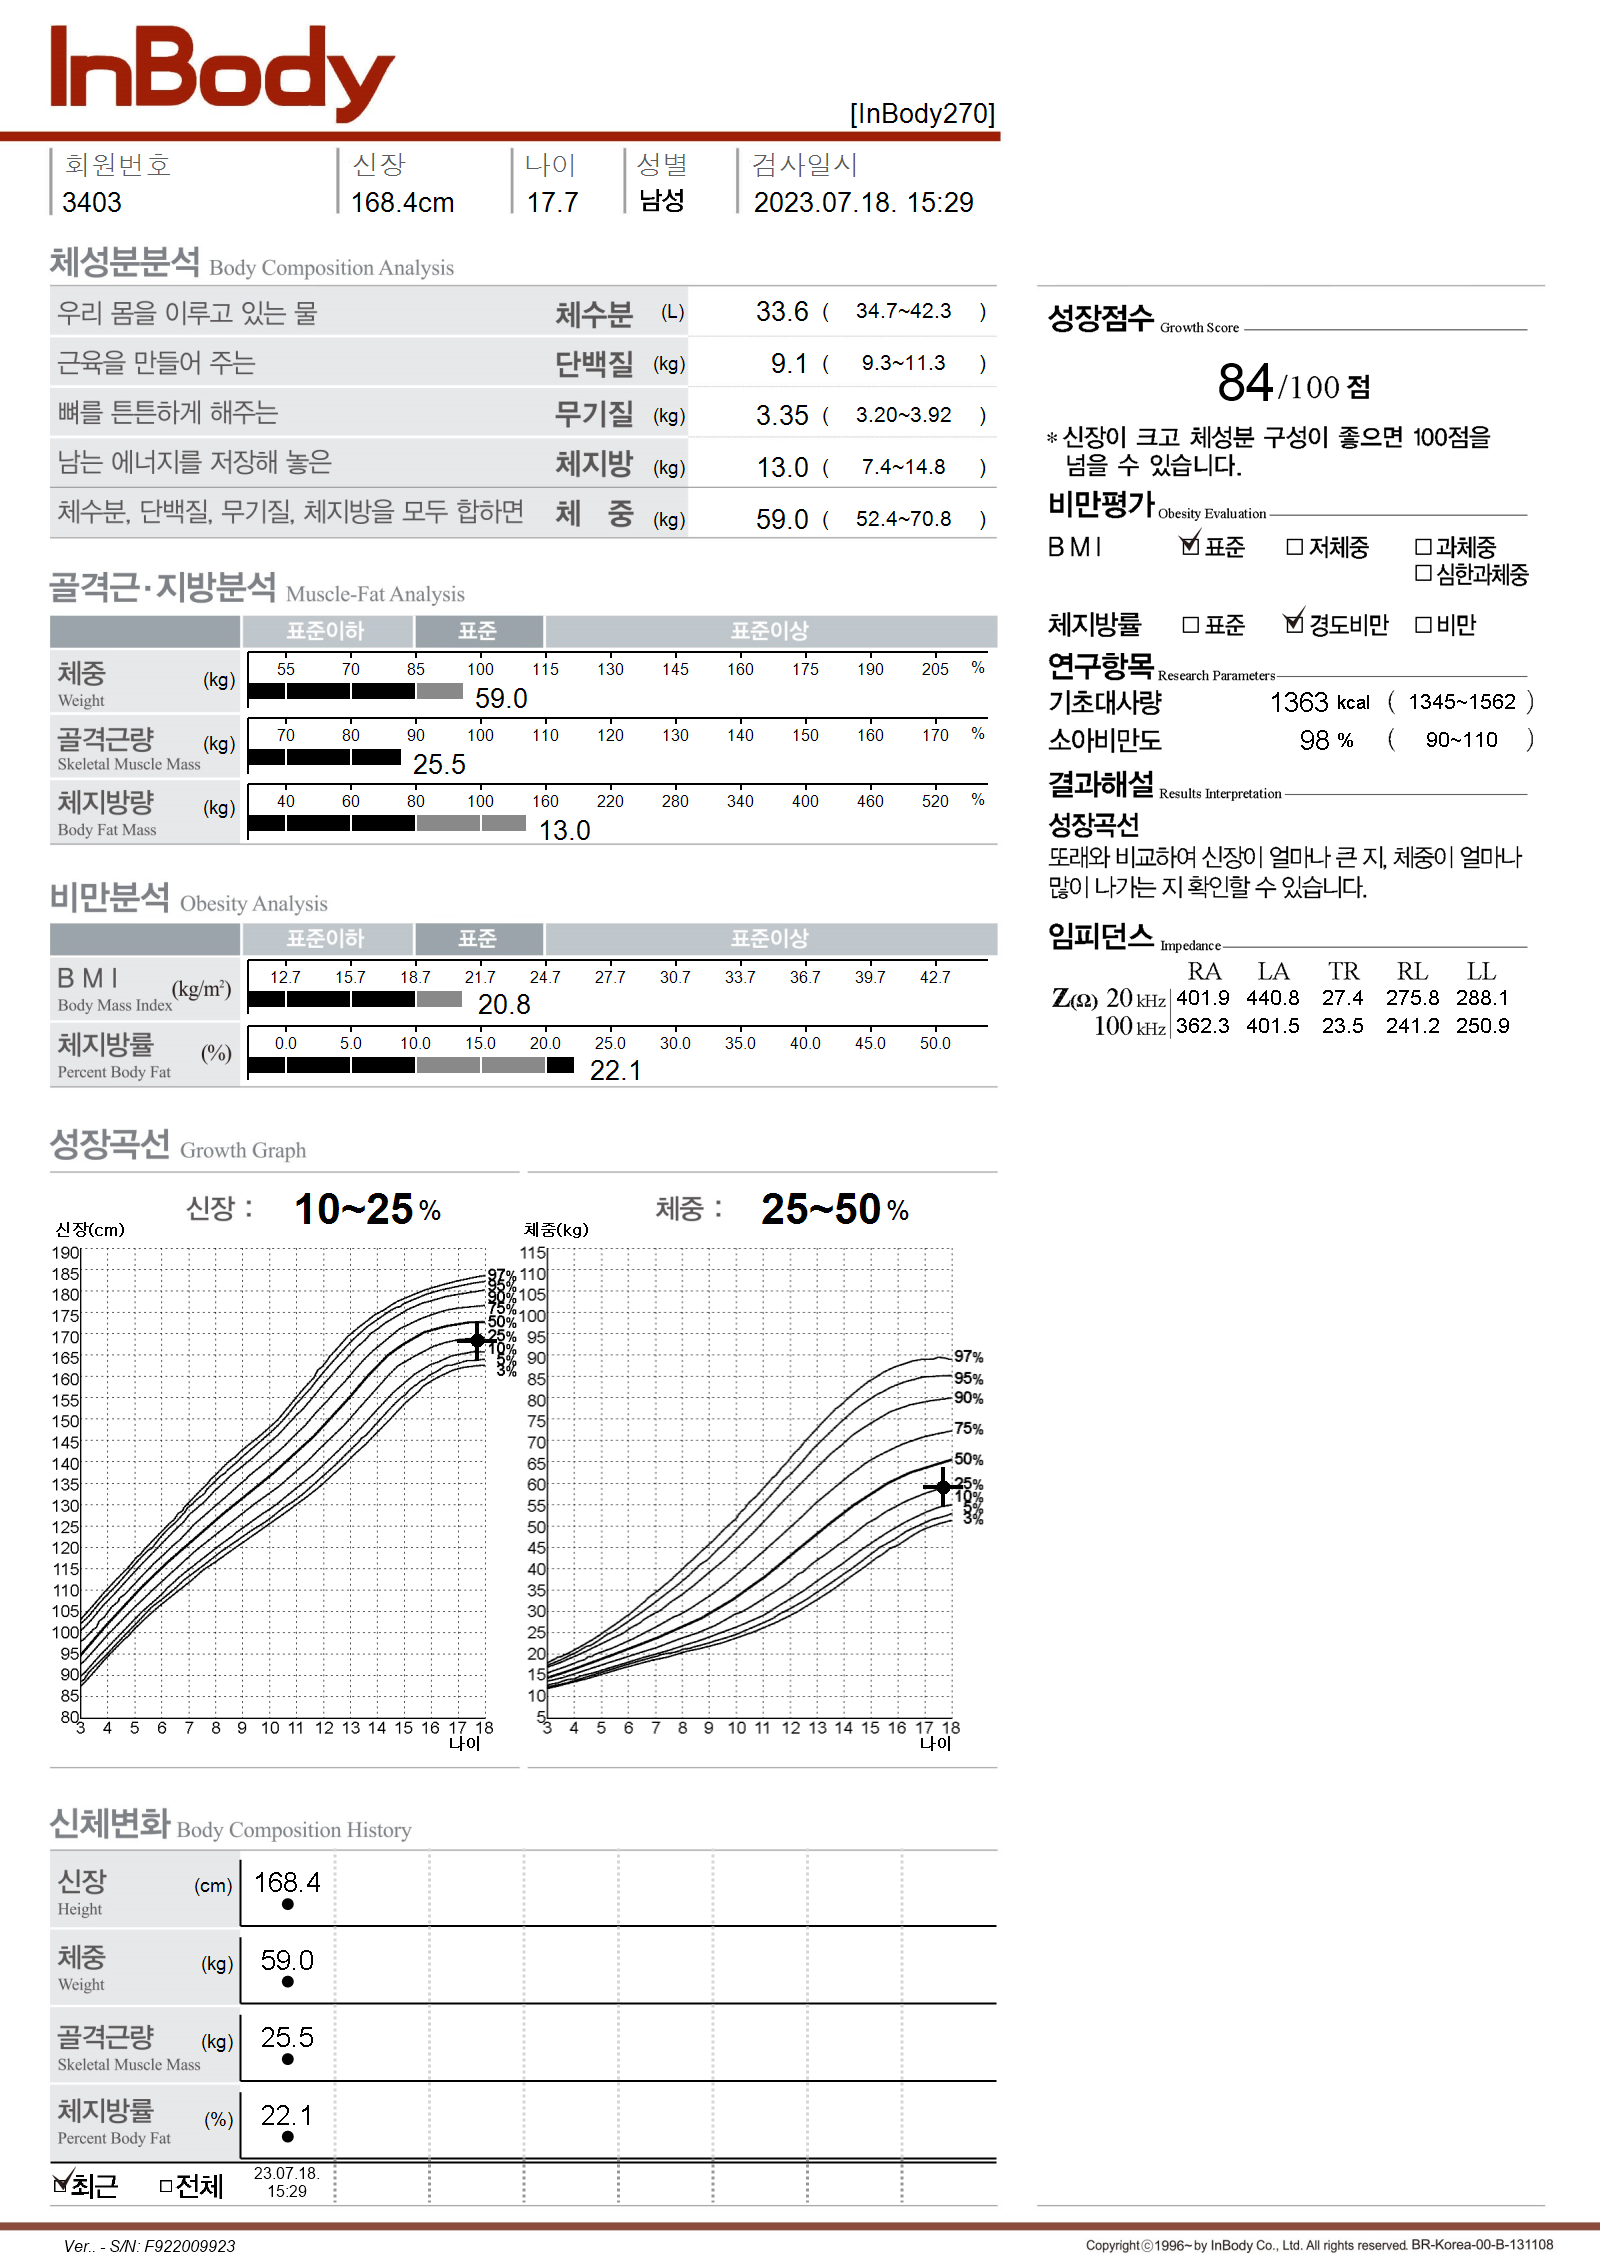 InBody
[InBody270]
회원번호 신장 나이 성별 검사일시
3403 168.4cm 17.7 남성 2023.07.18. 15:29
체성분분석 Body Composition Analysis
우리 몸을 이루고 있는 물 체수분 (L) 33.6 ( 34.7~42.3 )
근육을 만들어 주는 단백질 (kg) 9.1 ( 9.3~11.3 )
뼈를 튼튼하게 해주는 무기질 (kg) 3.35 ( 3.20~3.92 )
남는 에너지를 저장해 놓은 체지방 (kg) 13.0 ( 7.4~14.8 )
체수분, 단백질, 무기질, 체지방을 모두 합하면 체 중 (kg) 59.0 ( 52.4~70.8 )
골격근·지방분석 Muscle-Fat Analysis
표준이하 표준 표준이상
체중 (kg) 55 70 85 100 115 130 145 160 175 190 205 %
Weight 59.0
골격근량 (kg) 70 80 90 100 110 120 130 140 150 160 170 %
Skeletal Muscle Mass 25.5
체지방량 (kg) 40 60 80 100 160 220 280 340 400 460 520 %
Body Fat Mass 13.0
비만분석 Obesity Analysis
표준이하 표준 표준이상
BMI (kg/m²) 12.7 15.7 18.7 21.7 24.7 27.7 30.7 33.7 36.7 39.7 42.7
Body Mass Index 20.8
체지방률 (%) 0.0 5.0 10.0 15.0 20.0 25.0 30.0 35.0 40.0 45.0 50.0
Percent Body Fat 22.1
성장곡선 Growth Graph
신장 : 10~25 %
신장(cm)
190
185
180
175
170
165
160
155
150
145
140
135
130
125
120
115
110
105
100
95
90
85
80
97%
95%
90%
75%
50%
25%
10%
5%
3%
3 4 5 6 7 8 9 10 11 12 13 14 15 16 17 18
나이
체중 : 25~50 %
체중(kg)
115
110
105
100
95
90
85
80
75
70
65
60
55
50
45
40
35
30
25
20
15
10
5
97%
95%
90%
75%
50%
25%
10%
5%
3%
3 4 5 6 7 8 9 10 11 12 13 14 15 16 17 18
나이
신체변화 Body Composition History
신장 (cm) 168.4
Height
체중 (kg) 59.0
Weight
골격근량 (kg) 25.5
Skeletal Muscle Mass
체지방률 (%) 22.1
Percent Body Fat
최근 전체 23.07.18.
15:29
성장점수 Growth Score
84/100 점
* 신장이 크고 체성분 구성이 좋으면 100점을
넘을 수 있습니다.
비만평가 Obesity Evaluation
BMI 표준 저체중 과체중
심한과체중
체지방률 표준 경도비만 비만
연구항목 Research Parameters
기초대사량 1363 kcal ( 1345~1562 )
소아비만도 98 % ( 90~110 )
결과해설 Results Interpretation
성장곡선
또래와 비교하여 신장이 얼마나 큰 지, 체중이 얼마나
많이 나가는 지 확인할 수 있습니다.
임피던스 Impedance
RA LA TR RL LL
Z(Ω) 20 kHz 401.9 440.8 27.4 275.8 288.1
100 kHz 362.3 401.5 23.5 241.2 250.9
Ver.. - S/N: F922009923
Copyright©1996~ by InBody Co., Ltd. All rights reserved. BR-Korea-00-B-131108